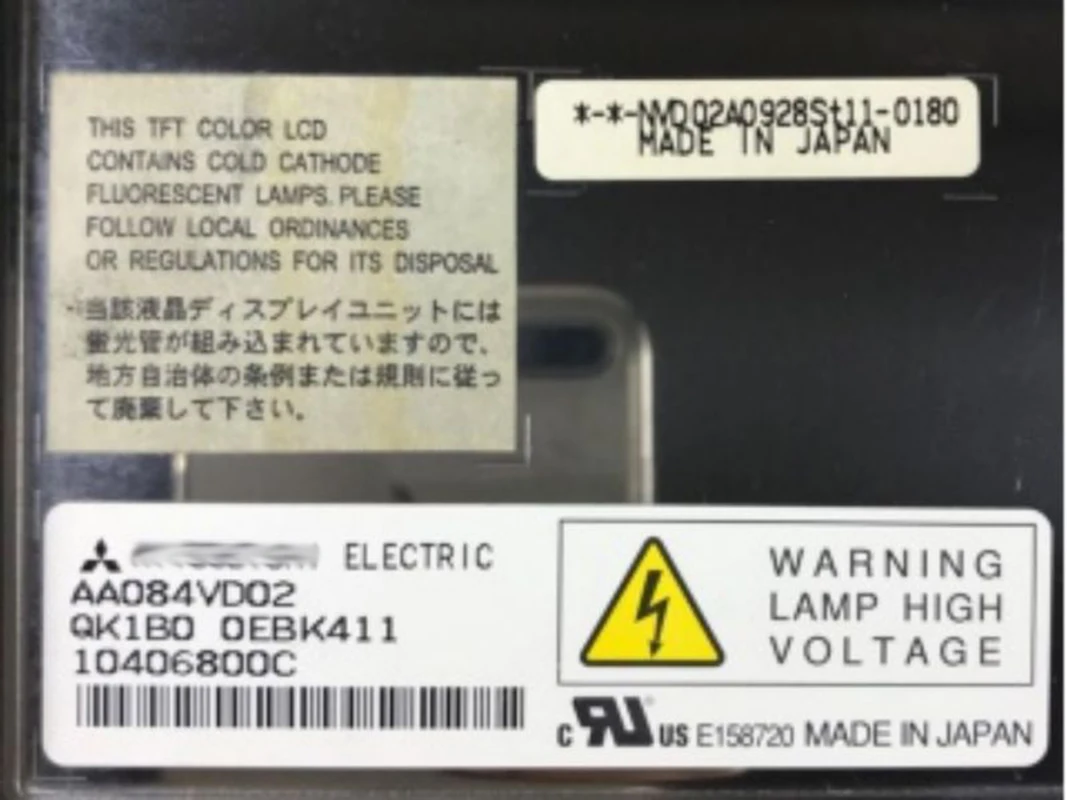 THIS TFT COLOR LCD
CONTAINS COLD CATHODE
FLUORESCENT LAMPS. PLEASE
FOLLOW LOCAL ORDINANCES
OR REGULATIONS FOR ITS DISPOSAL
当該液晶ディスプレイユニットには
蛍光管が組み込まれていますので、
地方自治体の条例または規則に従っ
て廃棄して下さい。
*-*-NVD02A0928St11-0180
MADE IN JAPAN
ELECTRIC
AA084VD02
QK1B0 0EBK411
10406800C
WARNING
LAMP HIGH
VOLTAGE
C US E158720 MADE IN JAPAN